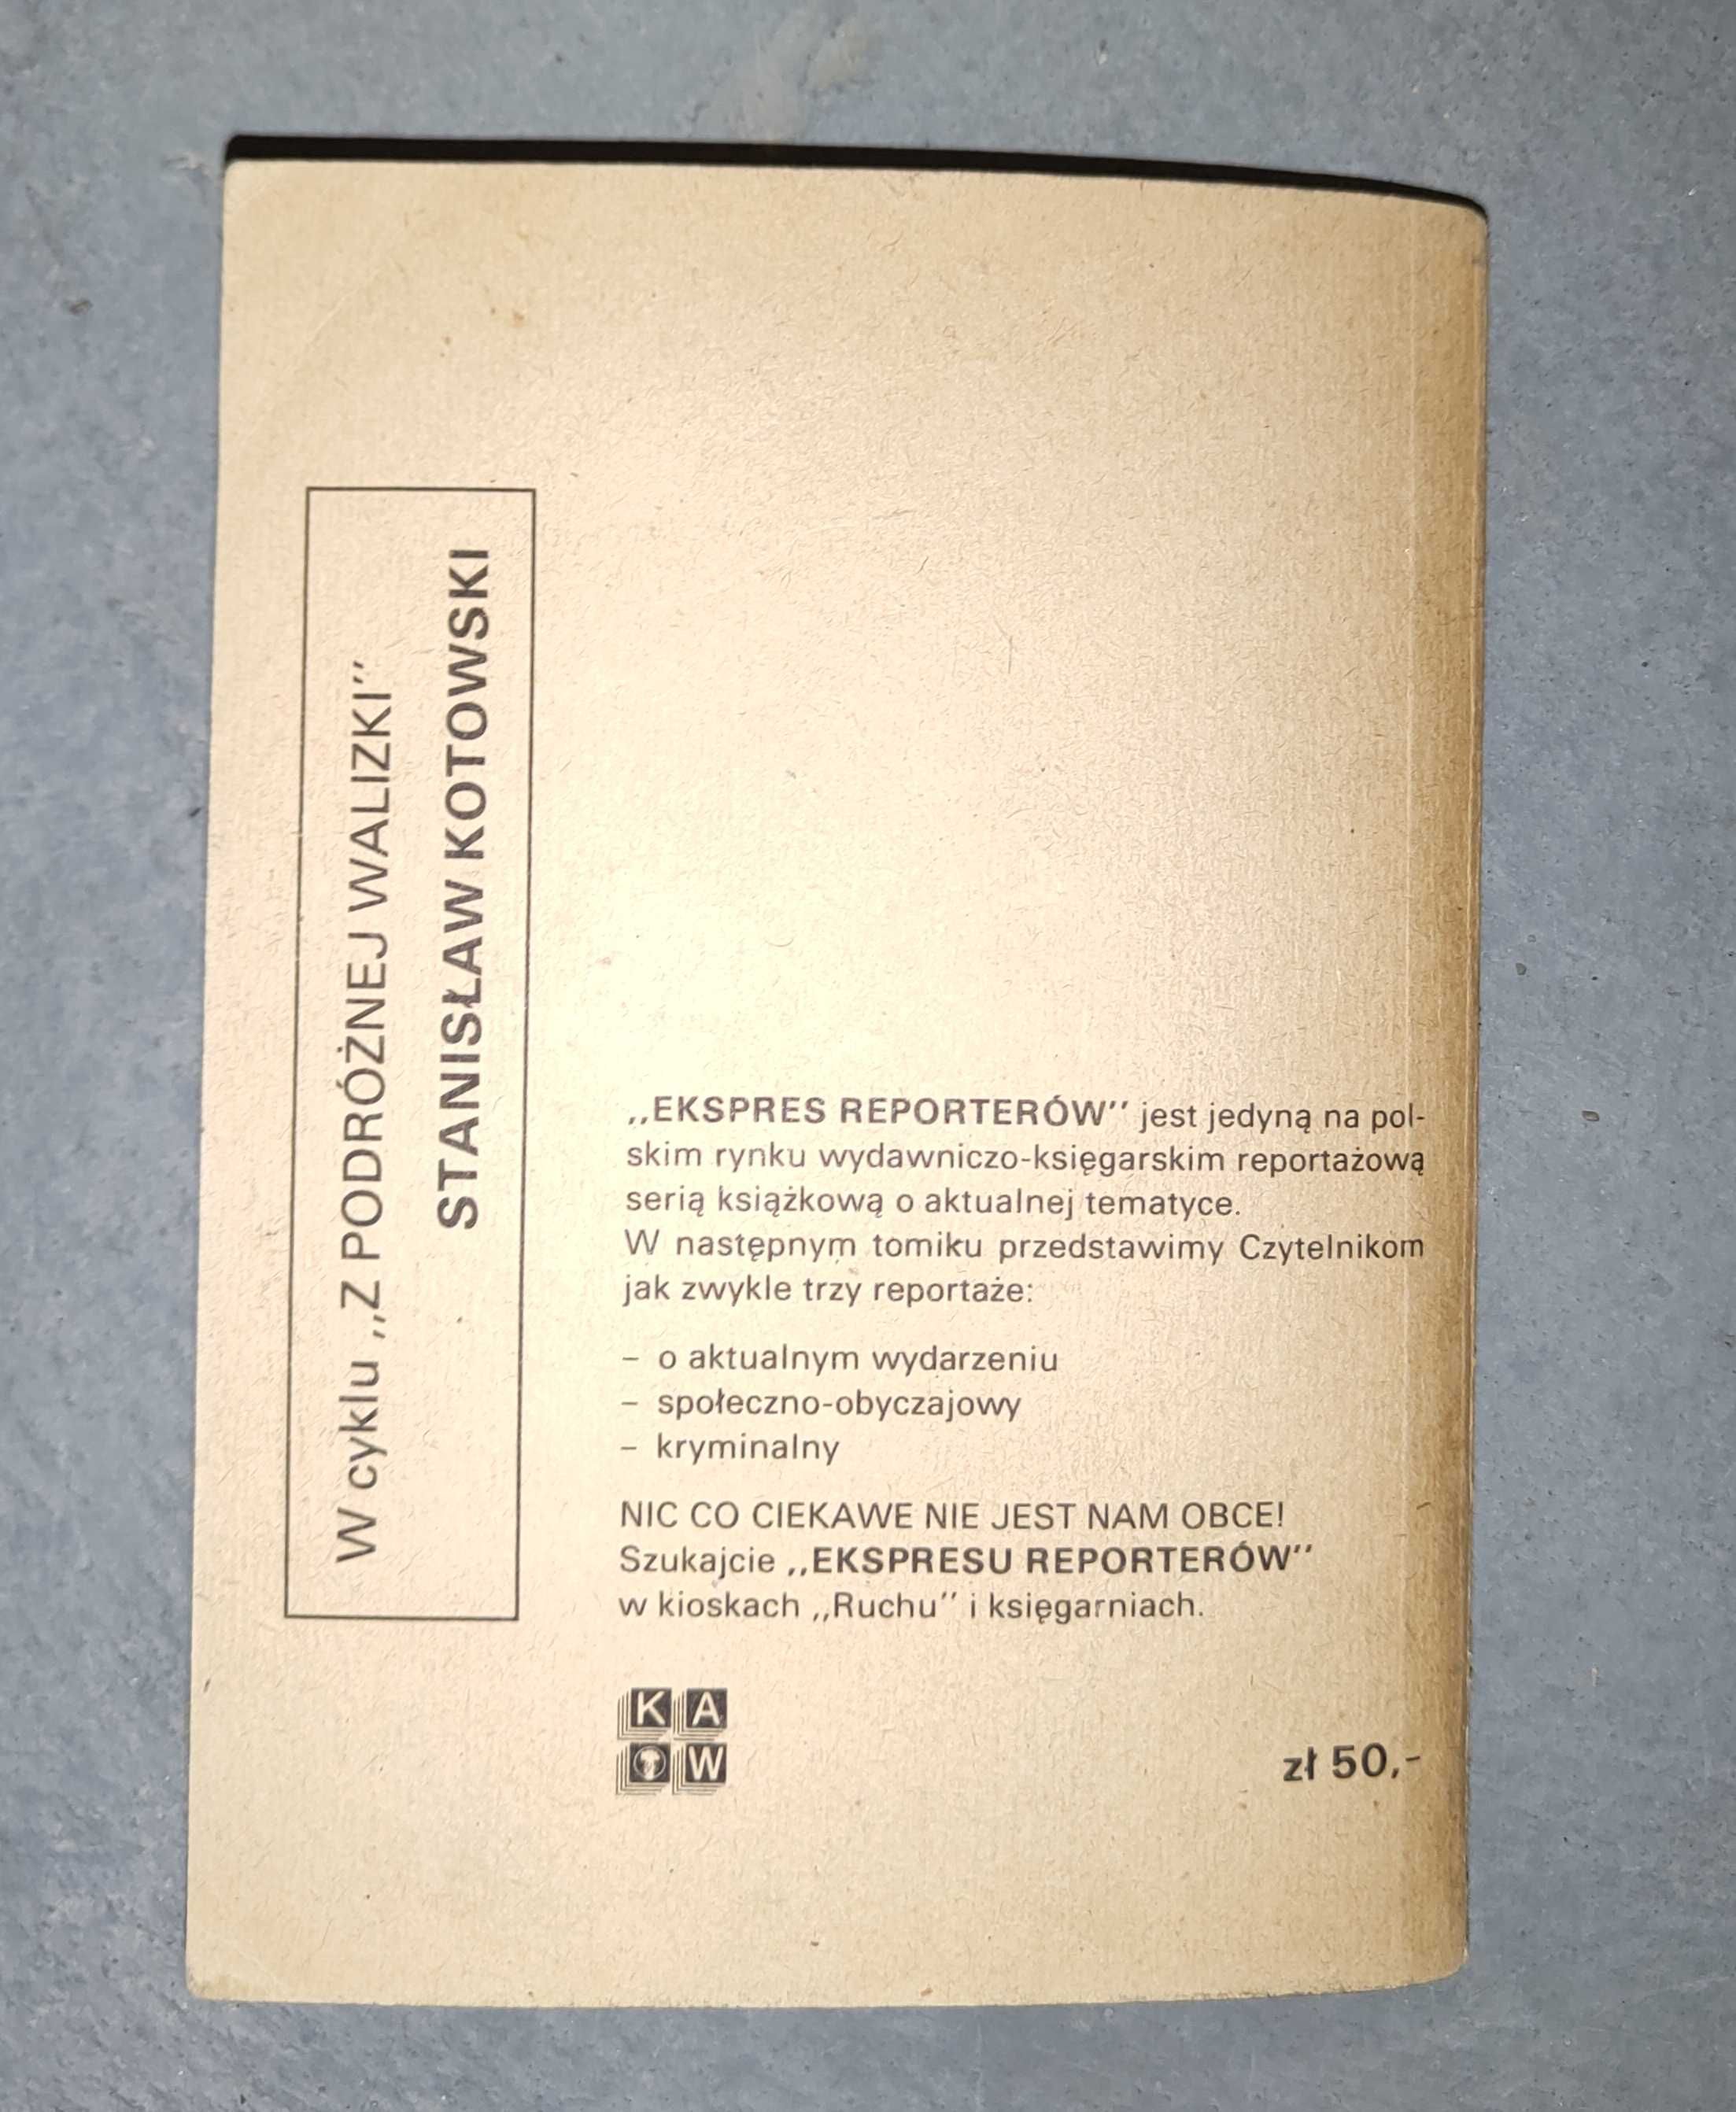 W cyklu ,,Z PODRÓŻNEJ WALIZKI”
STANISŁAW KOTOWSKI
,,EKSPRES REPORTERÓW” jest jedyną na pol-
skim rynku wydawniczo-księgarskim reportażową
serią książkową o aktualnej tematyce.
W następnym tomiku przedstawimy Czytelnikom
jak zwykle trzy reportaże:
– o aktualnym wydarzeniu
– społeczno-obyczajowy
– kryminalny
NIC CO CIEKAWE NIE JEST NAM OBCE!
Szukajcie ,,EKSPRESU REPORTERÓW”
w kioskach ,,Ruchu” i księgarniach.
K A
W
zł 50,-